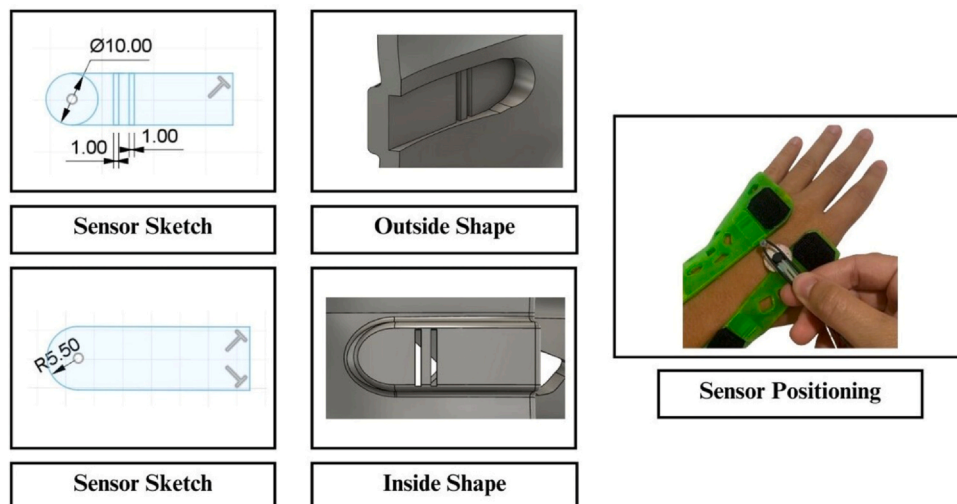 Ø10.00
1.00
1.00
Sensor Sketch
Outside Shape
R5.50
Sensor Positioning
Sensor Sketch
Inside Shape